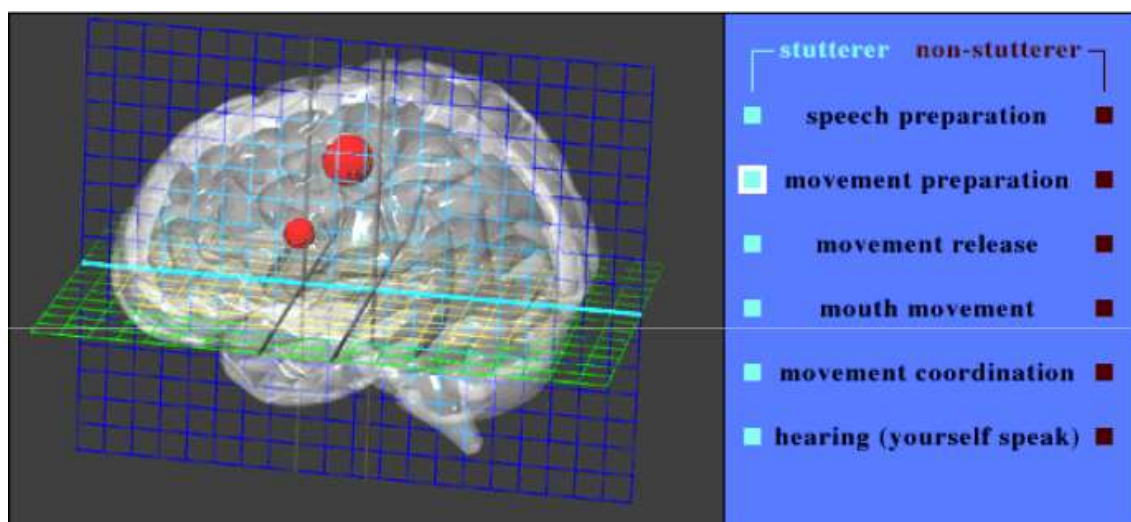 stutterer non-stutterer
speech preparation
movement preparation
movement release
mouth movement
movement coordination
hearing (yourself speak)